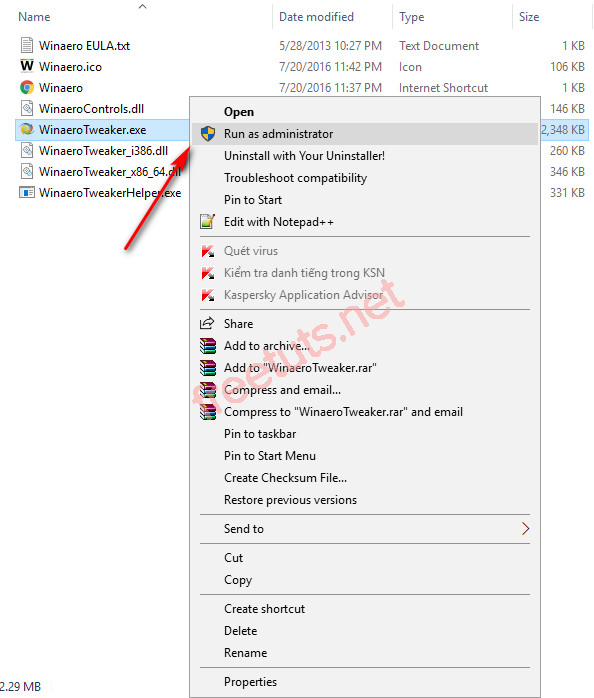 Name Date modified Type Size
Winaero EULA.txt 5/28/2013 10:27 PM Text Document 1 KB
Winaero.ico 7/20/2016 11:42 PM Icon 106 KB
Winaero 7/20/2016 11:37 PM Internet Shortcut 1 KB
WinaeroControls.dll 146 KB
WinaeroTweaker.exe 2,348 KB
WinaeroTweaker_i386.dll 260 KB
WinaeroTweaker_x86_64.dll 346 KB
WinaeroTweakerHelper.exe 331 KB
Open
Run as administrator
Uninstall with Your Uninstaller!
Troubleshoot compatibility
Pin to Start
Edit with Notepad++
Quét virus
Kiểm tra danh tiếng trong KSN
Kaspersky Application Advisor
Share
Add to archive...
Add to "WinaeroTweaker.rar"
Compress and email...
Compress to "WinaeroTweaker.rar" and email
Pin to taskbar
Pin to Start Menu
Create Checksum File...
Restore previous versions
Send to
Cut
Copy
Create shortcut
Delete
Rename
Properties
freetuts.net
2.29 MB